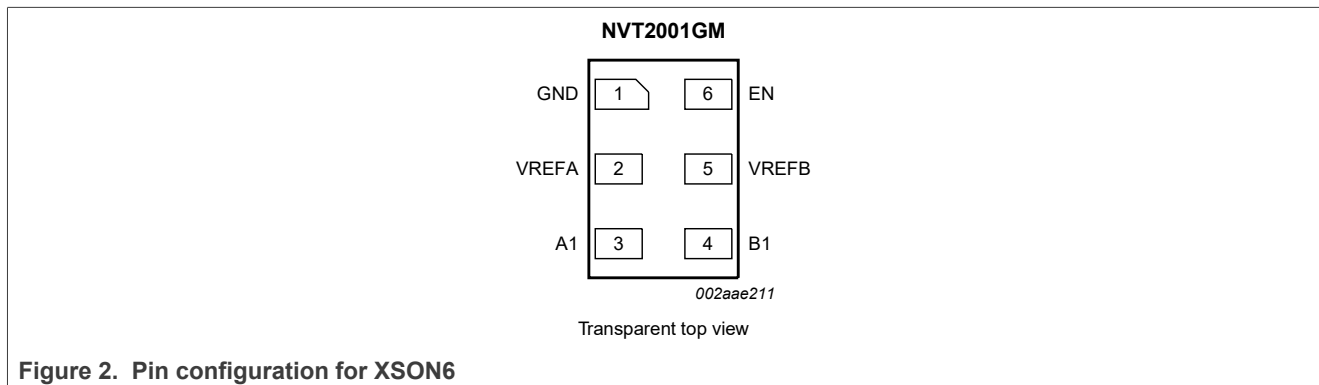 NVT2001GM
GND 1 6 EN
VREFA 2 5 VREFB
A1 3 4 B1
002aae211
Transparent top view
Figure 2. Pin configuration for XSON6